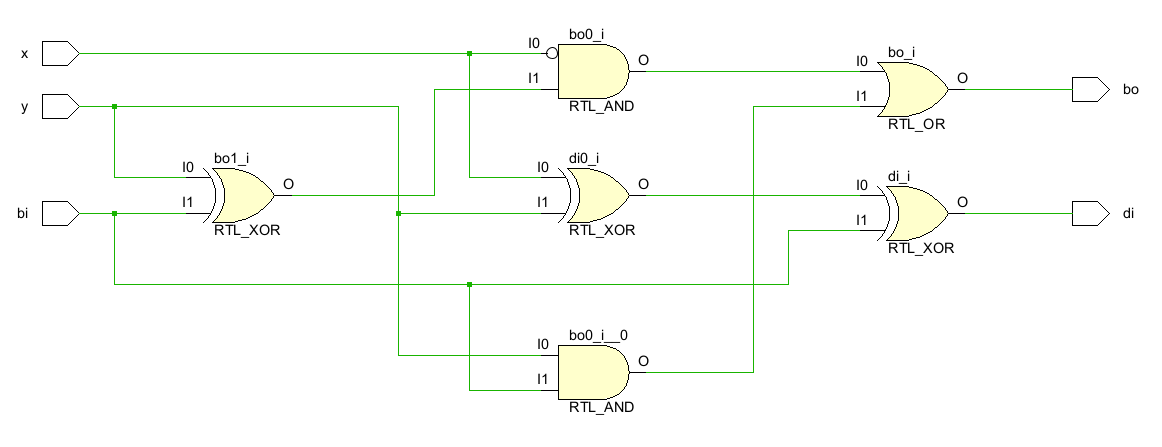 x
y
bi
bo1_i
I0
I1
O
RTL_XOR
bo0_i
I0
I1
O
RTL_AND
di0_i
I0
I1
O
RTL_XOR
bo0_i__0
I0
I1
O
RTL_AND
bo_i
I0
I1
O
RTL_OR
di_i
I0
I1
O
RTL_XOR
bo
di